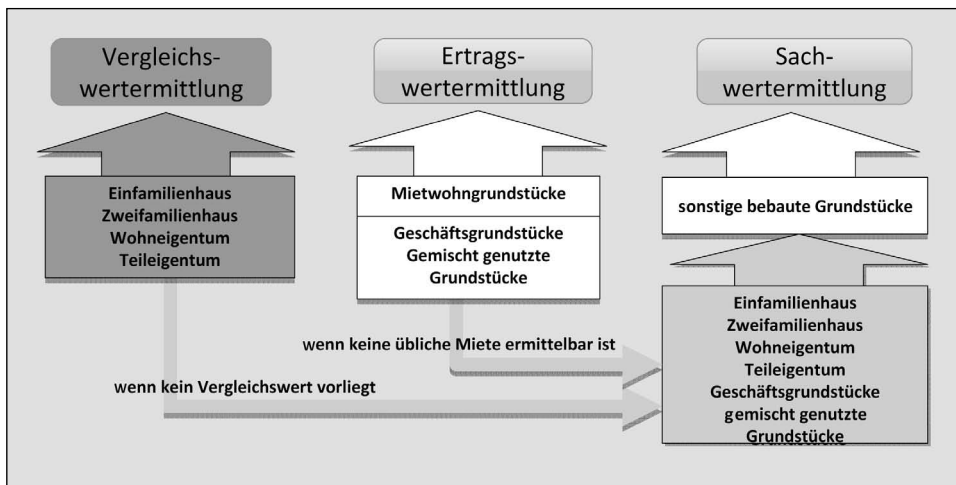 Vergleichs-
wertermittlung
Ertrags-
wertermittlung
Sach-
wertermittlung
Einfamilienhaus
Zweifamilienhaus
Wohneigentum
Teileigentum
Mietwohngrundstücke
Geschäftsgrundstücke
Gemischt genutzte
Grundstücke
sonstige bebaute Grundstücke
Einfamilienhaus
Zweifamilienhaus
Wohneigentum
Teileigentum
Geschäftsgrundstücke
gemischt genutzte
Grundstücke
wenn keine übliche Miete ermittelbar ist
wenn kein Vergleichswert vorliegt